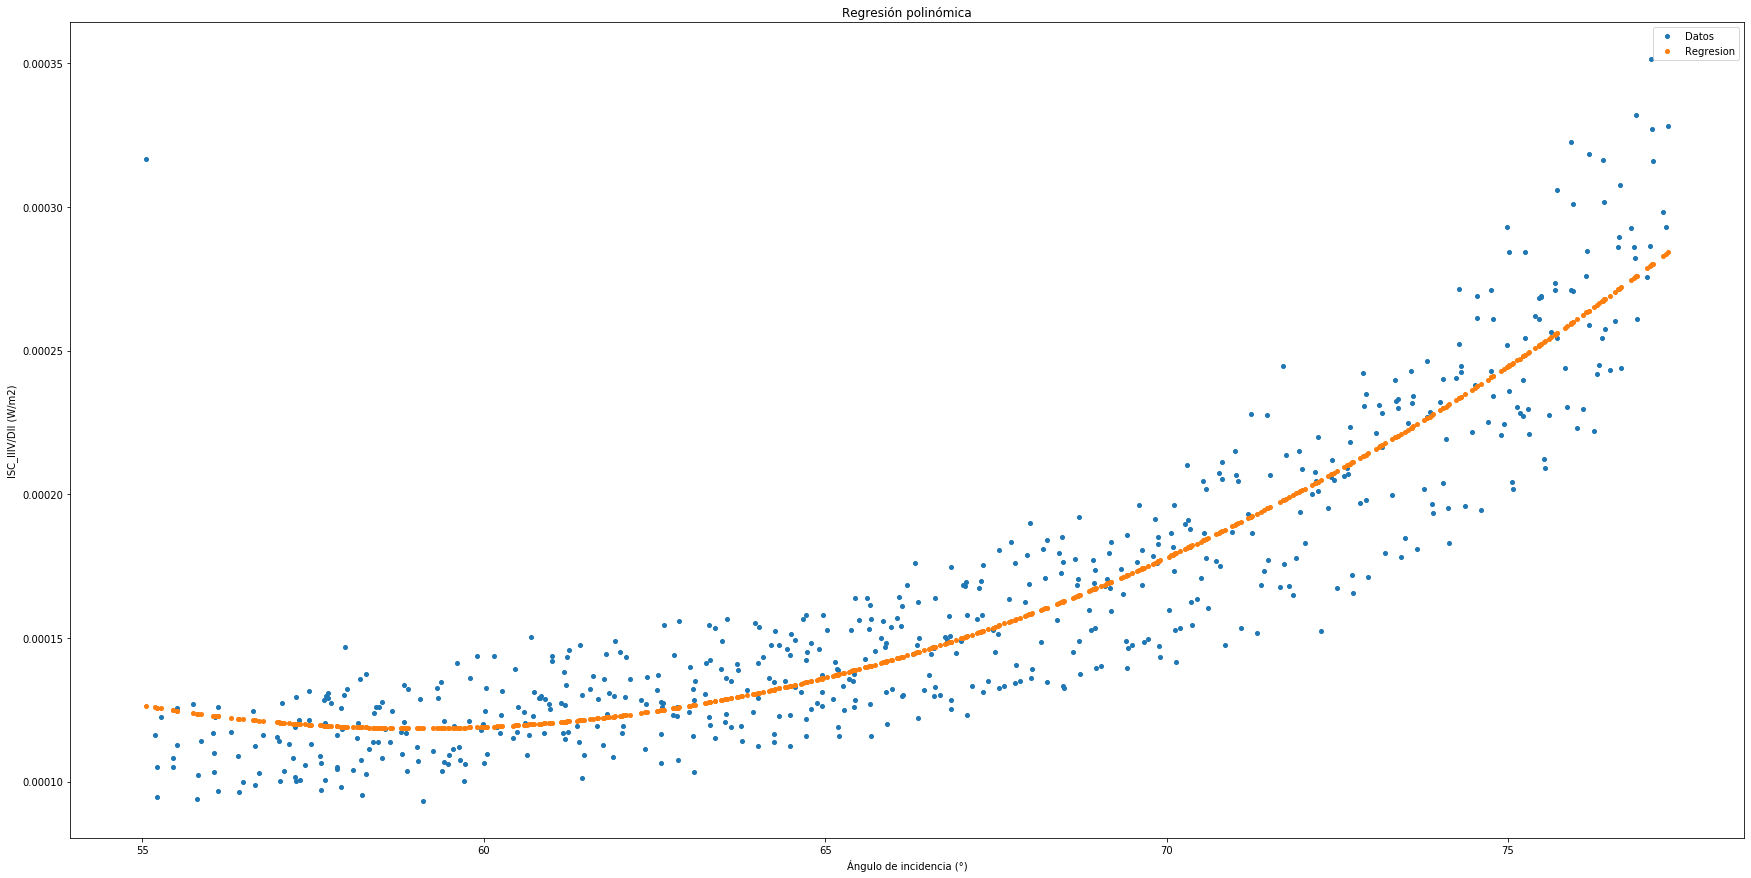 Regresión polinómica
Datos
Regresion
0.00035
0.00030
0.00025
0.00020
0.00015
0.00010
ISC_IIIV/DII (W/m2)
55
60
65
70
75
Ángulo de incidencia (°)